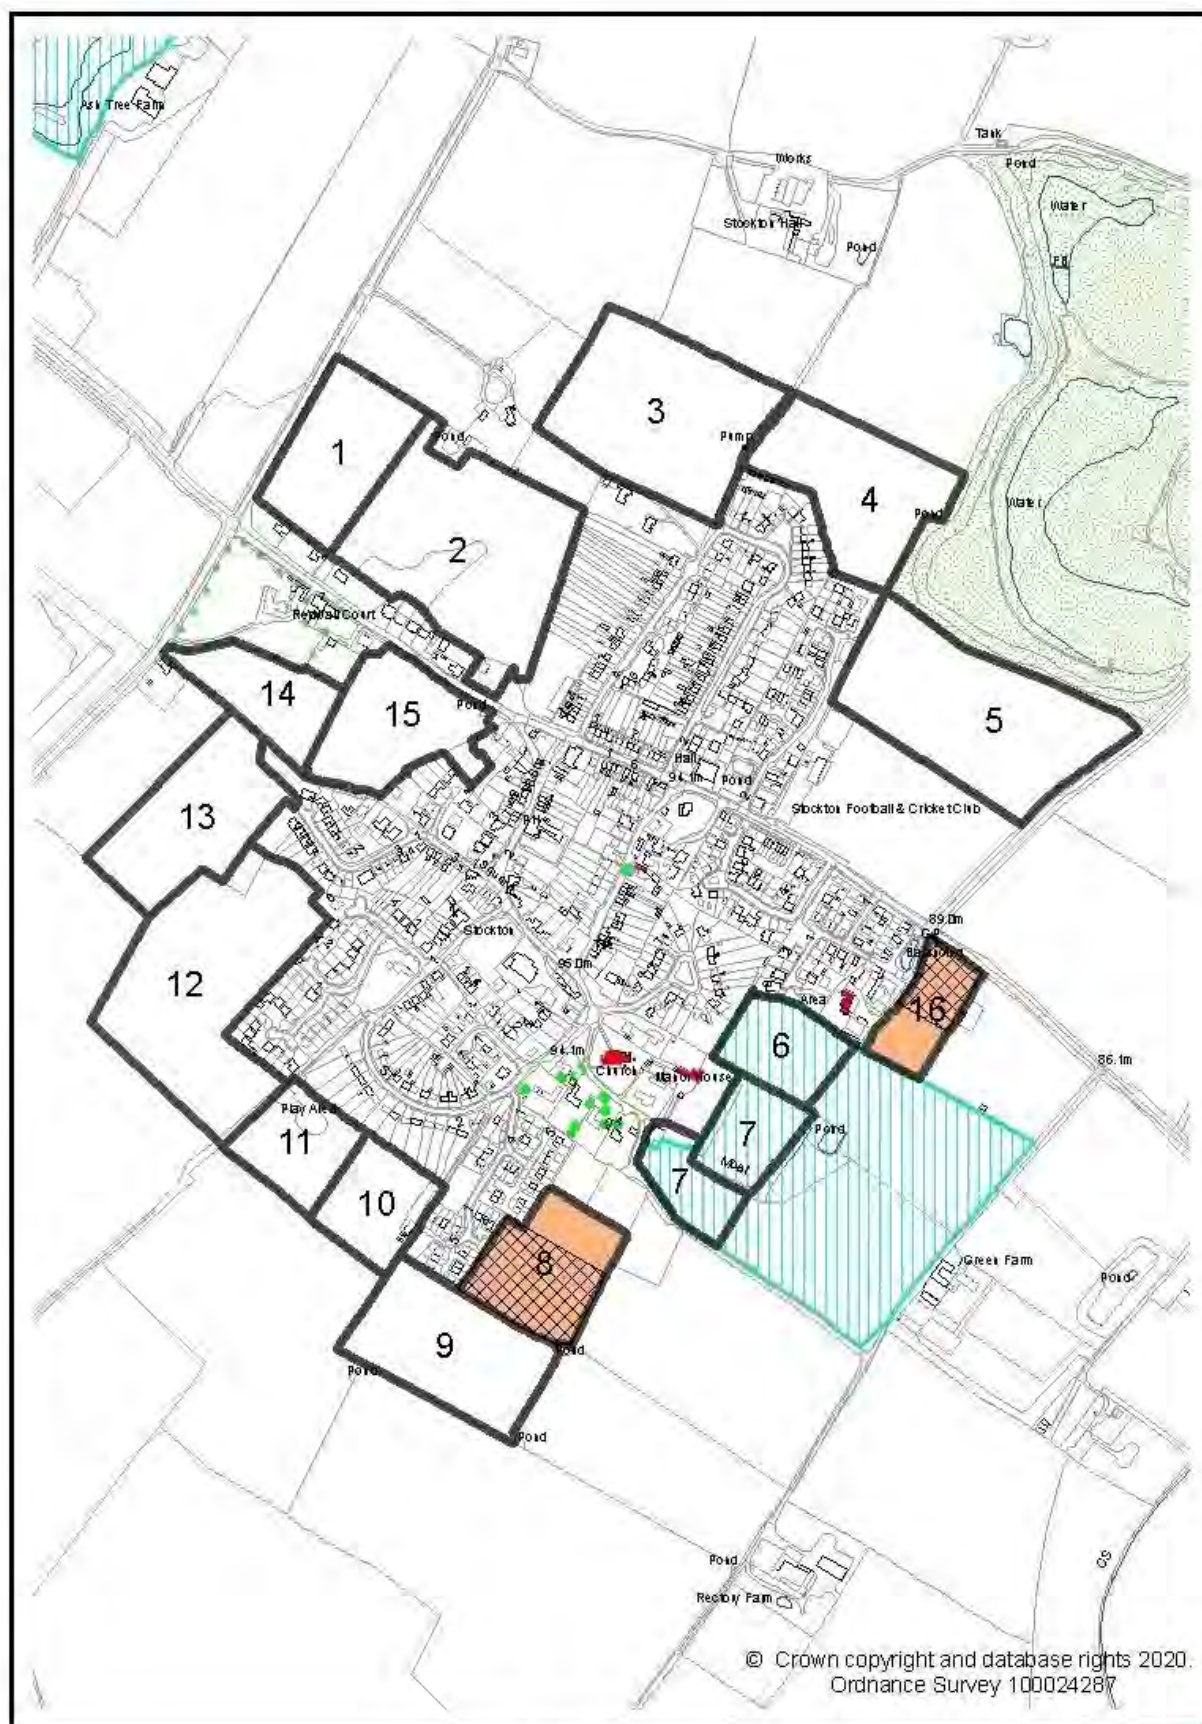 Ash Tree Farm
Tank
Works
Pond
Water
Stockton Hall
Pond
FB
3
Pump
1
Pond
4
Pond
Water
2
Pond
14
15
5
Hall
94.1m
Pond
Stockton Football & Cricket Club
13
PH
Stockton
89.0m
12
95.0m
Area
16
6
94.1m
Church
Manor House
86.1m
Play Area
7
Pond
11
Moat
7
10
8
Green Farm
Pond
9
Pond
Pond
Pond
CS
Pond
Rectory Farm
© Crown copyright and database rights 2020.
Ordnance Survey 100024287